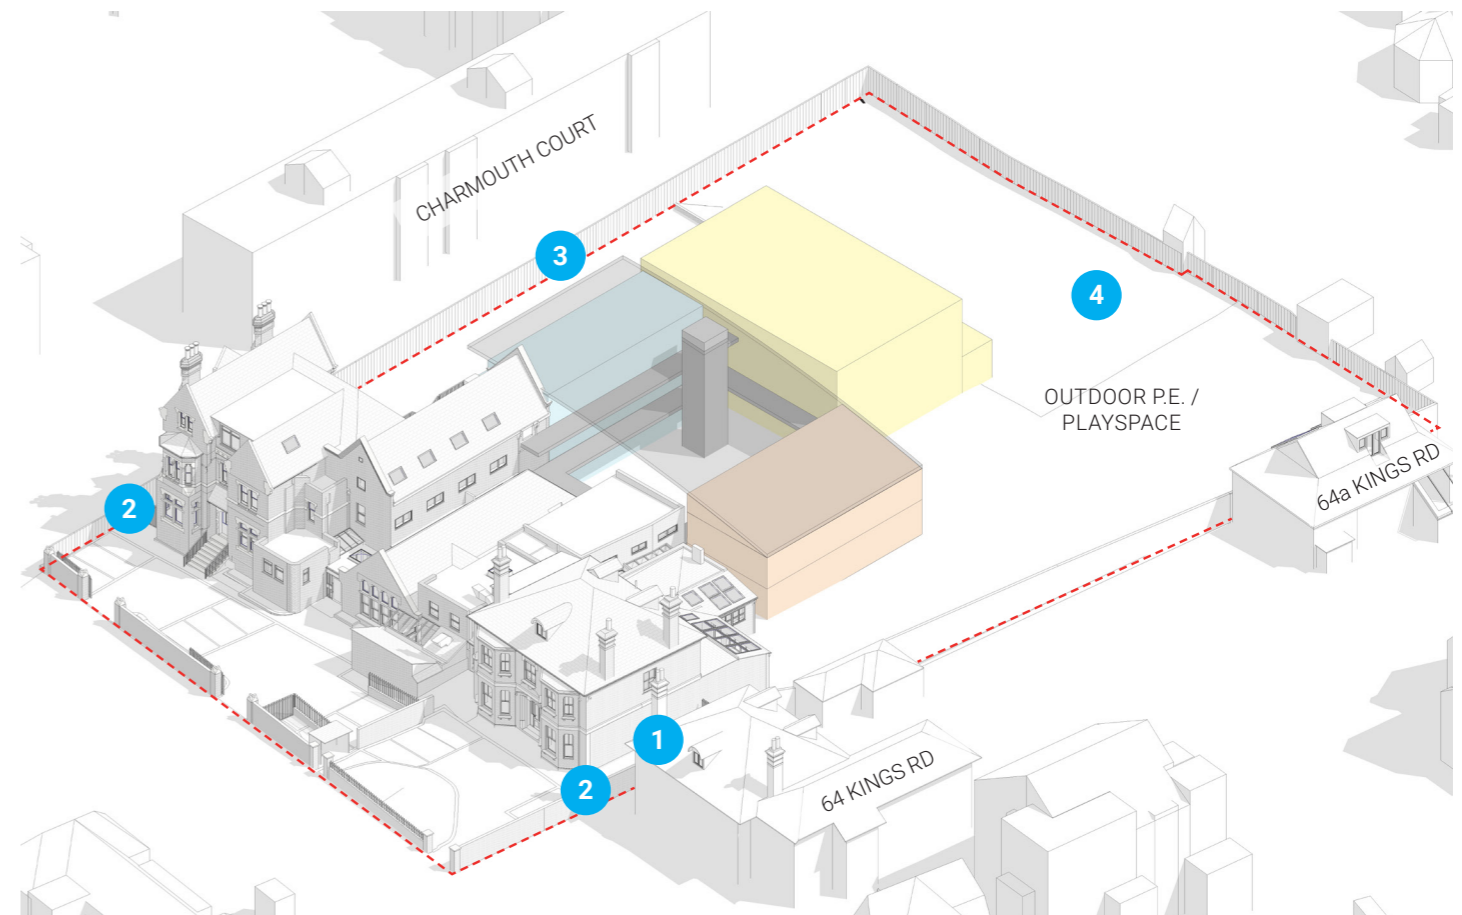 CHARMOUTH COURT
3
4
OUTDOOR P.E. /
PLAYSPACE
64a KINGS RD
2
1
64 KINGS RD
2